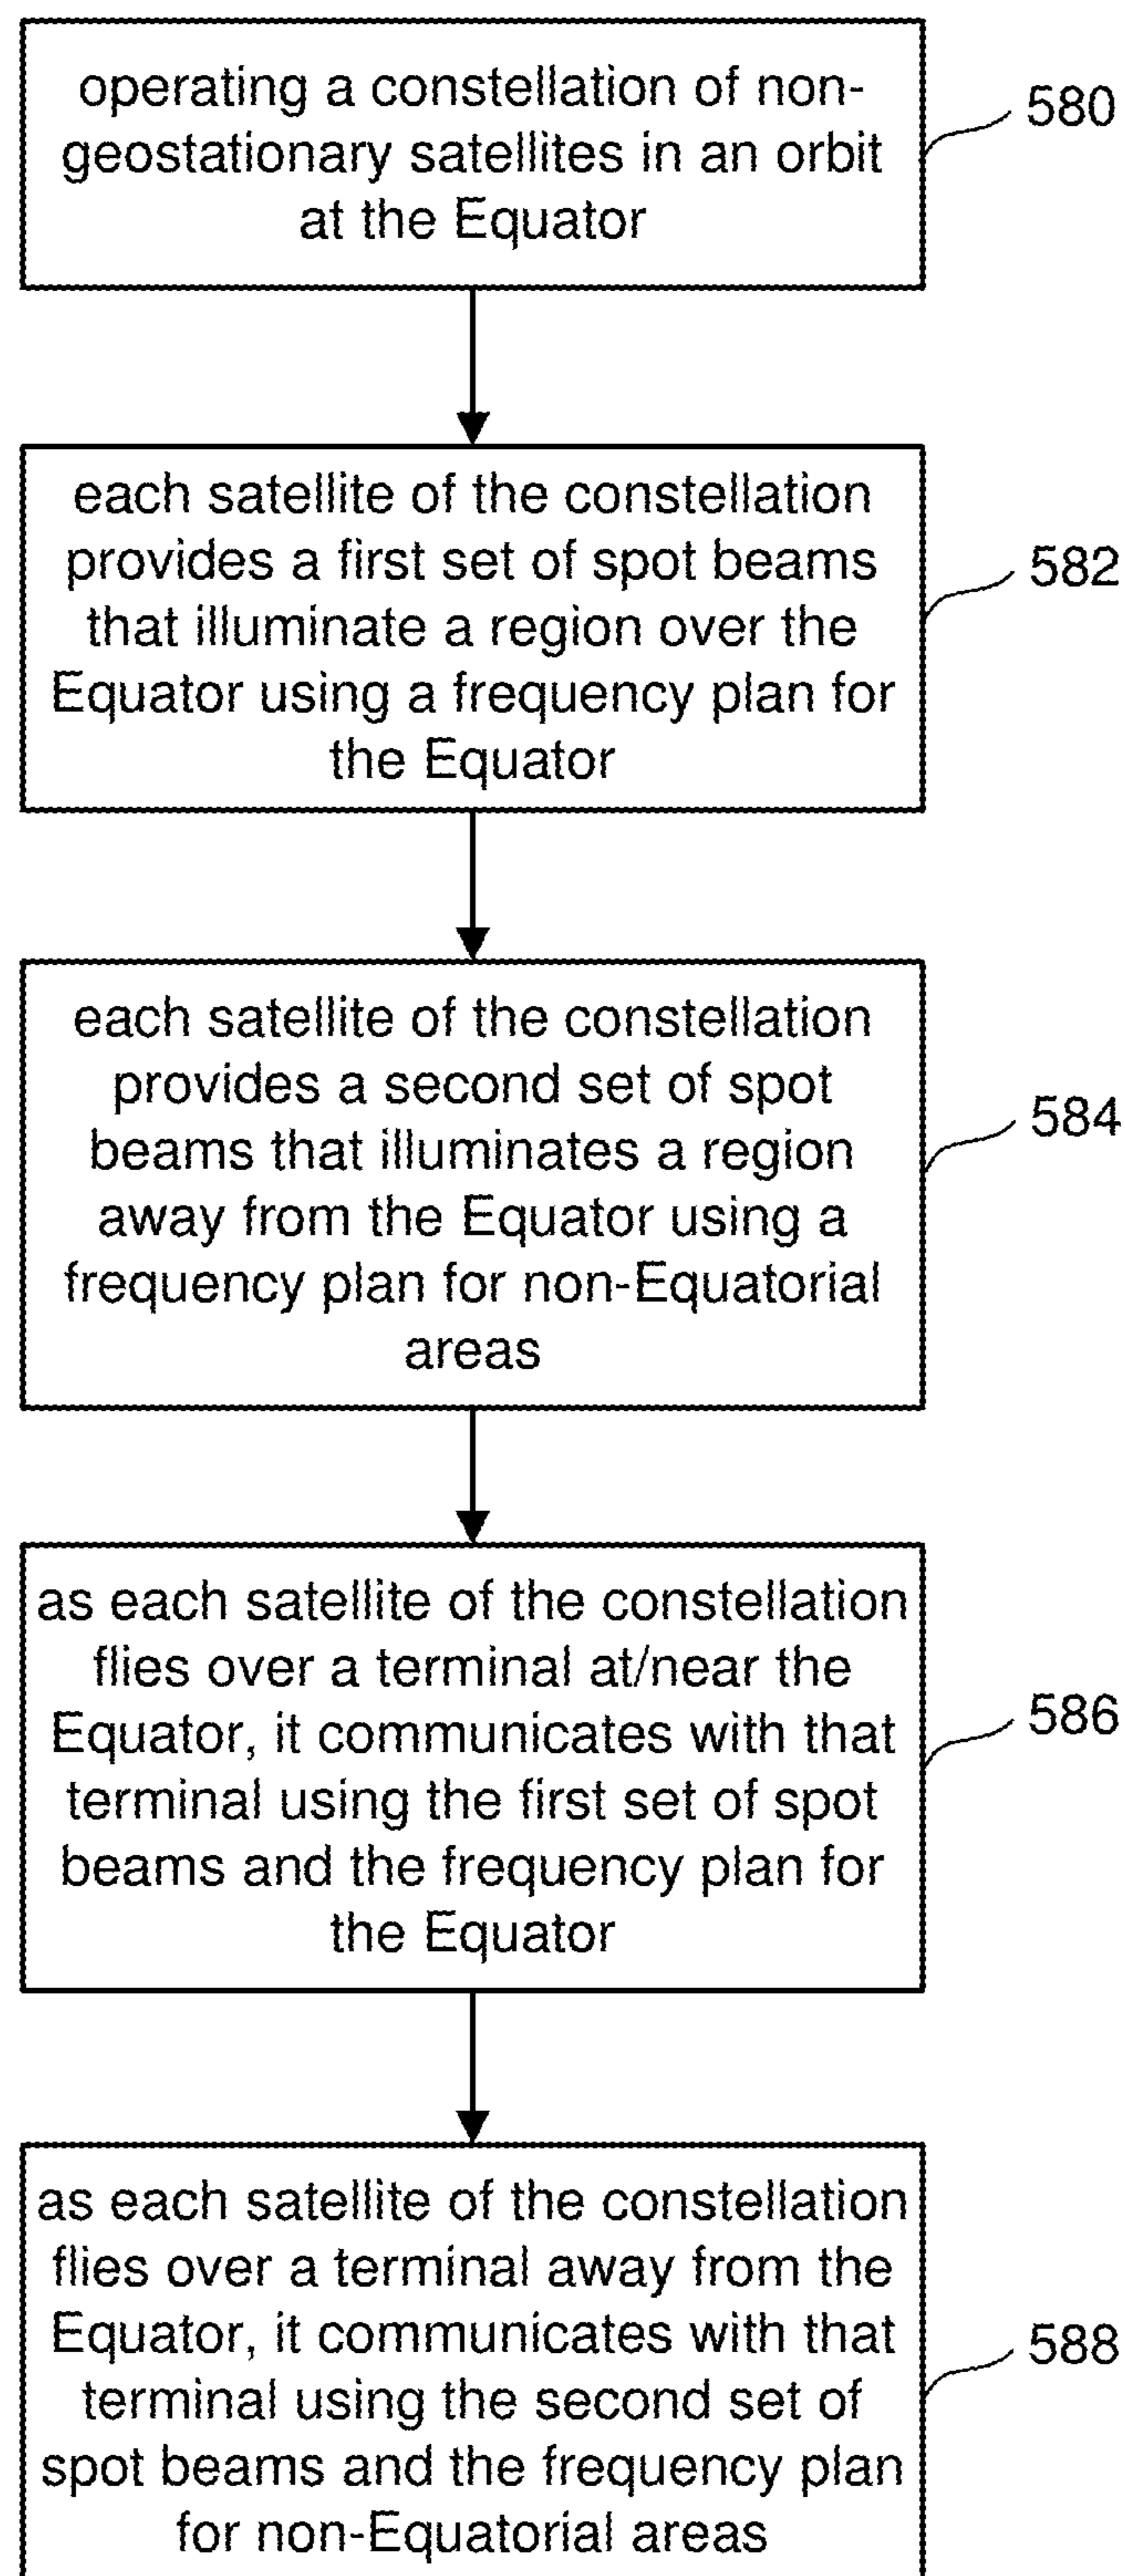 operating a constellation of non-
geostationary satellites in an orbit
at the Equator
580
each satellite of the constellation
provides a first set of spot beams
that illuminate a region over the
Equator using a frequency plan for
the Equator
582
each satellite of the constellation
provides a second set of spot
beams that illuminates a region
away from the Equator using a
frequency plan for non-Equatorial
areas
584
as each satellite of the constellation
flies over a terminal at/near the
Equator, it communicates with that
terminal using the first set of spot
beams and the frequency plan for
the Equator
586
as each satellite of the constellation
flies over a terminal away from the
Equator, it communicates with that
terminal using the second set of
spot beams and the frequency plan
for non-Equatorial areas
588